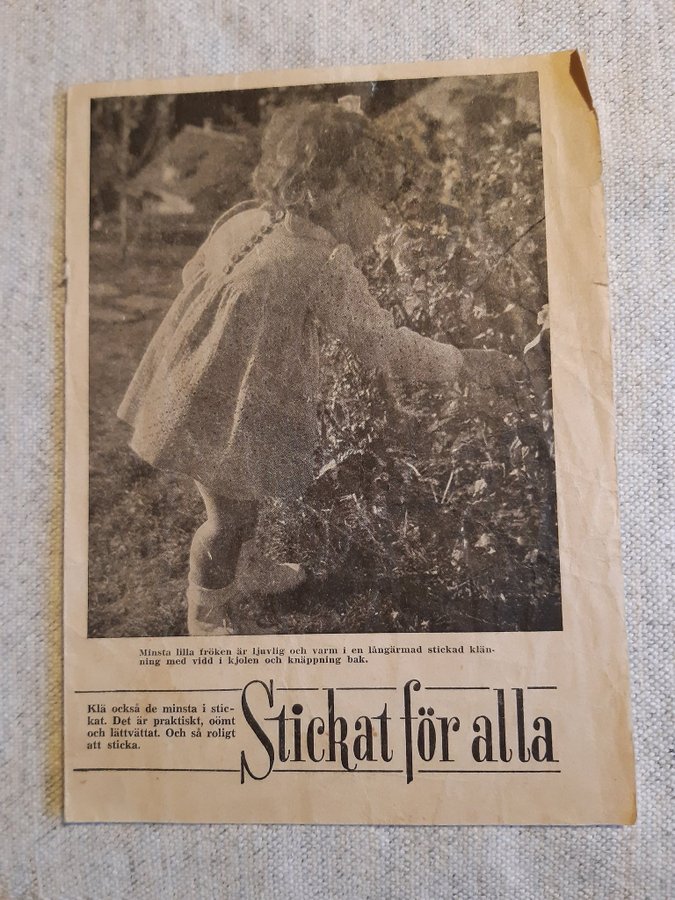 Minsta lilla fröken är ljuvlig och varm i en långärmad stickad klän-
ning med vidd i kjolen och knäppning bak.
Klä också de minsta i stic-
kat. Det är praktiskt, oömt
och lättvättat. Och så roligt
att sticka.
Stickat för alla